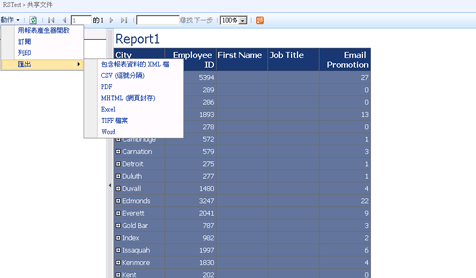 RSTest > 共享文件
動作
1
的1
尋找下一步
100%
用報表產生器開啟
訂閱
列印
匯出
包含報表資料的 XML 檔
CSV (逗號分隔)
PDF
MHTML (網頁封存)
Excel
TIFF 檔案
Word
Report1
City Employee ID First Name Job Title Email Promotion
5394 27
289 0
286 0
1893 13
278 0
Cambridge 572 1
Carnation 579 3
Detroit 275 1
Duluth 277 1
Duvall 1480 4
Edmonds 3247 22
Everett 2041 9
Gold Bar 787 3
Index 982 2
Issaquah 1997 6
Kenmore 1830 4
Kent 202 0